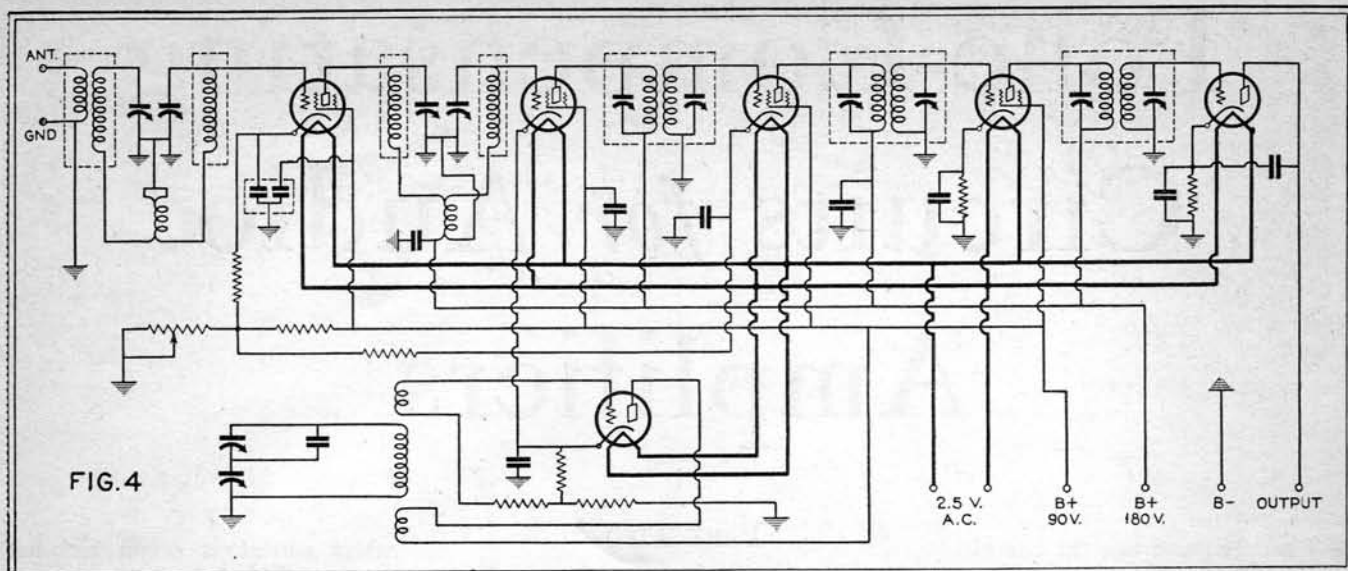 ANT.
GND
FIG.4
2.5 V.
A.C.
B+
90V.
B+
180V.
B-
OUTPUT